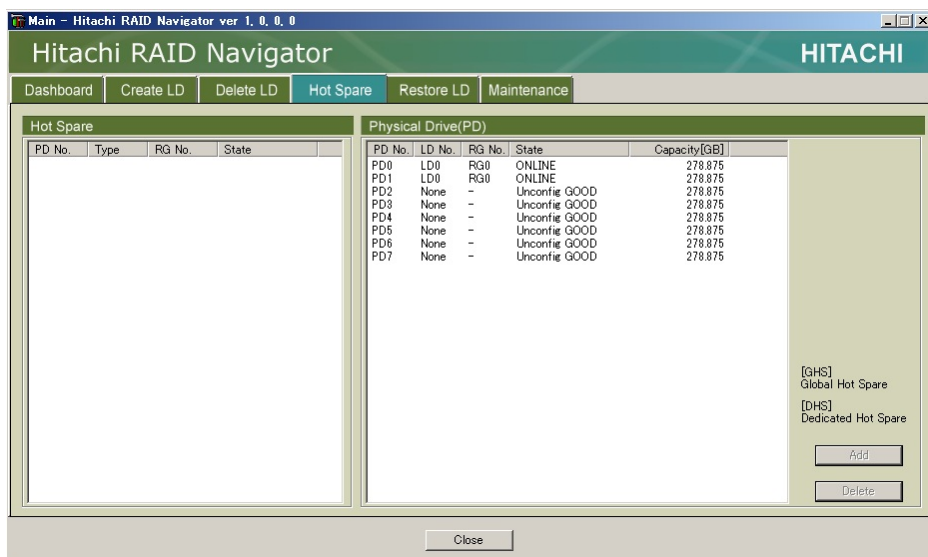 Main - Hitachi RAID Navigator ver 1, 0, 0, 0
Hitachi RAID Navigator
HITACHI
Dashboard Create LD Delete LD Hot Spare Restore LD Maintenance
Hot Spare
PD No. Type RG No. State
Physical Drive(PD)
PD No. LD No. RG No. State Capacity[GB]
PD0 LD0 RG0 ONLINE 278.875
PD1 LD0 RG0 ONLINE 278.875
PD2 None - Unconfig GOOD 278.875
PD3 None - Unconfig GOOD 278.875
PD4 None - Unconfig GOOD 278.875
PD5 None - Unconfig GOOD 278.875
PD6 None - Unconfig GOOD 278.875
PD7 None - Unconfig GOOD 278.875
[GHS]
Global Hot Spare
[DHS]
Dedicated Hot Spare
Add
Delete
Close